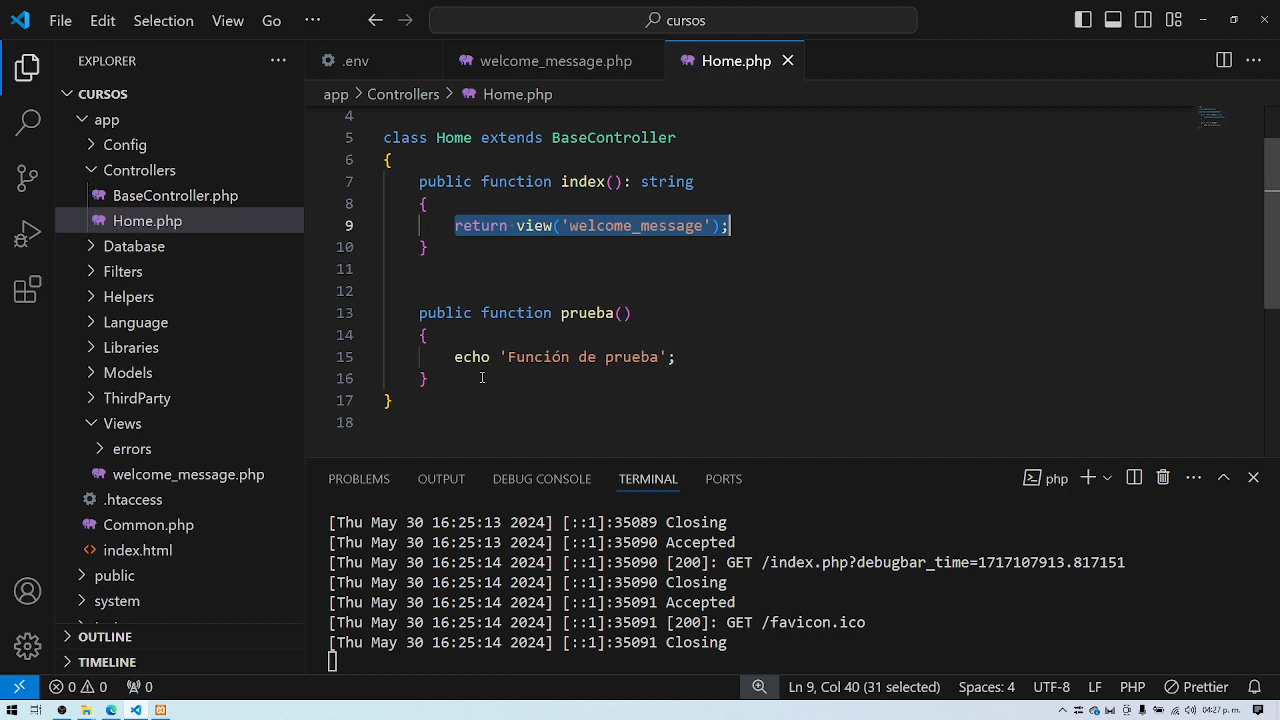 File Edit Selection View Go ··· cursos
EXPLORER ···
CURSOS
app
Config
Controllers
BaseController.php
Home.php
Database
Filters
Helpers
Language
Libraries
Models
ThirdParty
Views
errors
welcome_message.php
.htaccess
Common.php
index.html
public
system
OUTLINE
TIMELINE
.env welcome_message.php Home.php
app > Controllers > Home.php
4
5 class Home extends BaseController
6 {
7 public function index(): string
8 {
9 return view('welcome_message');
10 }
11
12
13 public function prueba()
14 {
15 echo 'Función de prueba';
16 }
17 }
18
PROBLEMS OUTPUT DEBUG CONSOLE TERMINAL PORTS php
[Thu May 30 16:25:13 2024] [::1]:35089 Closing
[Thu May 30 16:25:13 2024] [::1]:35090 Accepted
[Thu May 30 16:25:14 2024] [::1]:35090 [200]: GET /index.php?debugbar_time=1717107913.817151
[Thu May 30 16:25:14 2024] [::1]:35090 Closing
[Thu May 30 16:25:14 2024] [::1]:35091 Accepted
[Thu May 30 16:25:14 2024] [::1]:35091 [200]: GET /favicon.ico
[Thu May 30 16:25:14 2024] [::1]:35091 Closing
0 0 0 Ln 9, Col 40 (31 selected) Spaces: 4 UTF-8 LF PHP Prettier
04:27 p. m.